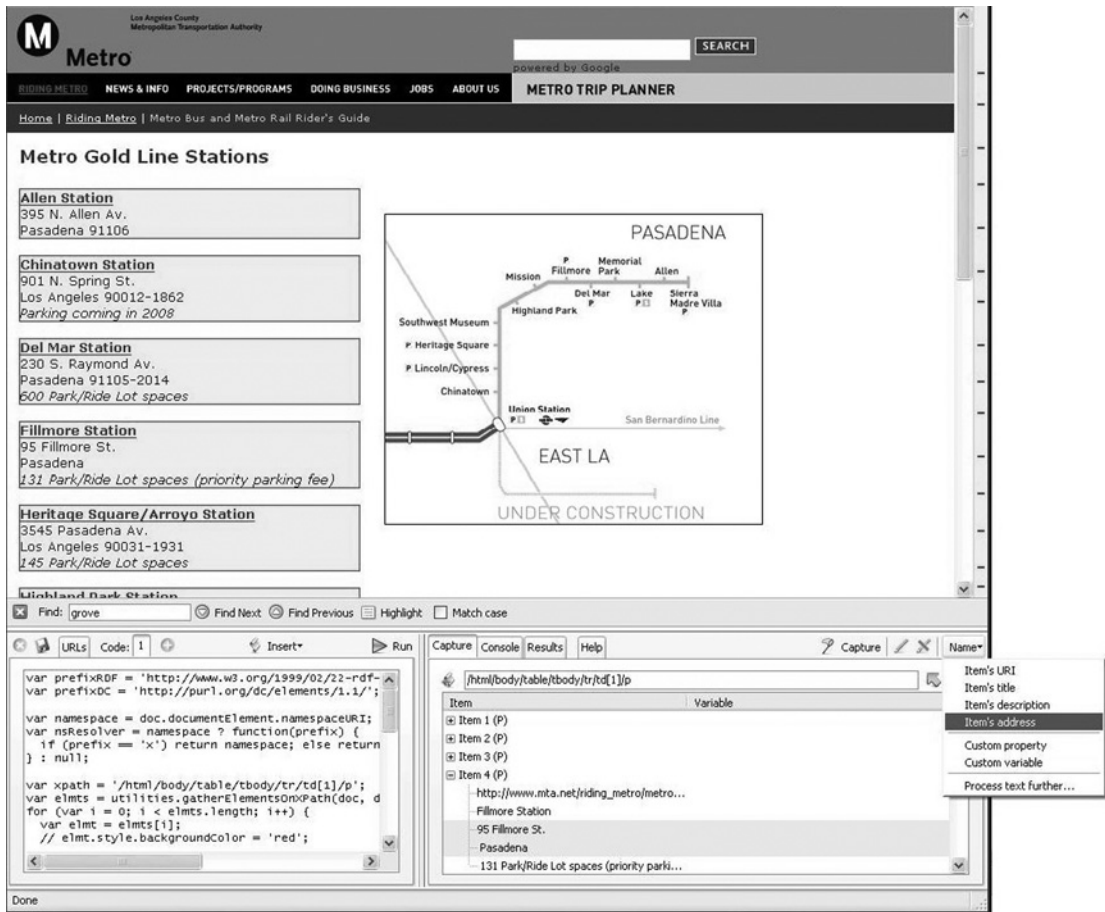 Los Angeles County
Metropolitan Transportation Authority
M
Metro
SEARCH
powered by Google
RIDING METRO NEWS & INFO PROJECTS/PROGRAMS DOING BUSINESS JOBS ABOUT US METRO TRIP PLANNER
Home | Riding Metro | Metro Bus and Metro Rail Rider's Guide
Metro Gold Line Stations
Allen Station
395 N. Allen Av.
Pasadena 91106
Chinatown Station
901 N. Spring St.
Los Angeles 90012-1862
Parking coming in 2008
Del Mar Station
230 S. Raymond Av.
Pasadena 91105-2014
600 Park/Ride Lot spaces
Fillmore Station
95 Fillmore St.
Pasadena
131 Park/Ride Lot spaces (priority parking fee)
Heritage Square/Arroyo Station
3545 Pasadena Av.
Los Angeles 90031-1931
145 Park/Ride Lot spaces
Highland Park Station
PASADENA
P Memorial
Mission Fillmore Park Allen
Del Mar Lake Sierra
P P Madre Villa
P
Highland Park
Southwest Museum
P Heritage Square
P Lincoln/Cypress
Chinatown
Union Station
P
San Bernardino Line
EAST LA
UNDER CONSTRUCTION
Find: grove Find Next Find Previous Highlight Match case
URLs Code: 1 Insert Run
var prefixRDF = 'http://www.w3.org/1999/02/22-rdf-
var prefixDC = 'http://purl.org/dc/elements/1.1/';
var namespace = doc.documentElement.namespaceURI;
var nsResolver = namespace ? function(prefix) {
if (prefix == 'x') return namespace; else return
} : null;
var xpath = '/html/body/table/tbody/tr/td[1]/p';
var elmts = utilities.gatherElementsOnXPath(doc, d
for (var i = 0; i < elmts.length; i++) {
var elmt = elmts[i];
// elmt.style.backgroundColor = 'red';
Capture Console Results Help Capture Name
/html/body/table/tbody/tr/td[1]/p
Item Variable
Item 1 (P)
Item 2 (P)
Item 3 (P)
Item 4 (P)
http://www.mta.net/riding_metro/metro...
Fillmore Station
95 Fillmore St.
Pasadena
131 Park/Ride Lot spaces (priority parki...
Item's URI
Item's title
Item's description
Item's address
Custom property
Custom variable
Process text further...
Done